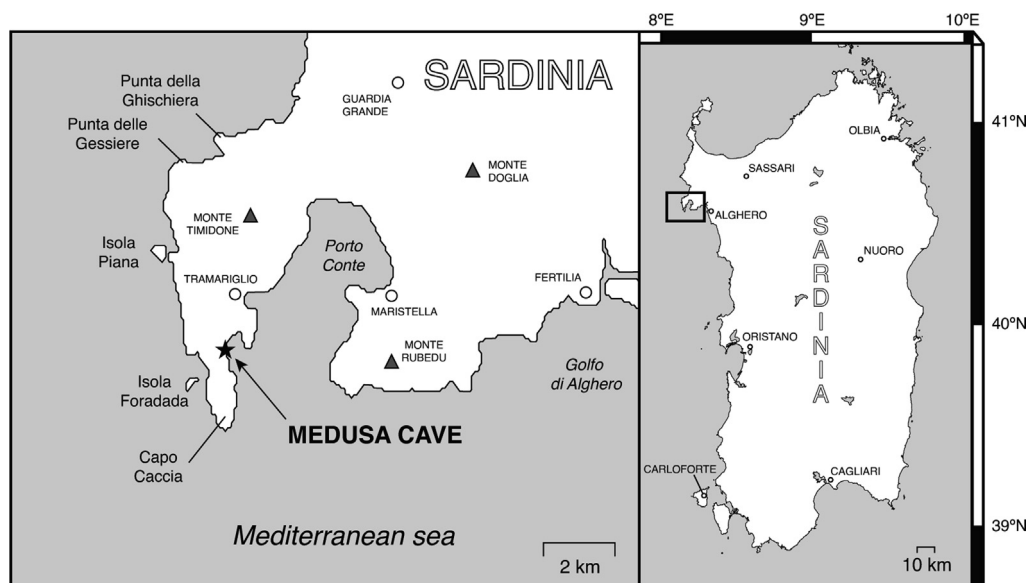 SARDINIA
Punta della
Ghischiera
Punta delle
Gessiere
GUARDIA
GRANDE
MONTE
DOGLIA
MONTE
TIMIDONE
Isola
Piana
Porto
Conte
TRAMARIGLIO
FERTILIA
MARISTELLA
MONTE
RUBEDU
Isola
Foradada
Golfo
di Alghero
MEDUSA CAVE
Capo
Caccia
Mediterranean sea
2 km
8ºE
9ºE
10ºE
41ºN
40ºN
39ºN
OLBIA
SASSARI
ALGHERO
SARDINIA
NUORO
ORISTANO
CARLOFORTE
CAGLIARI
10 km